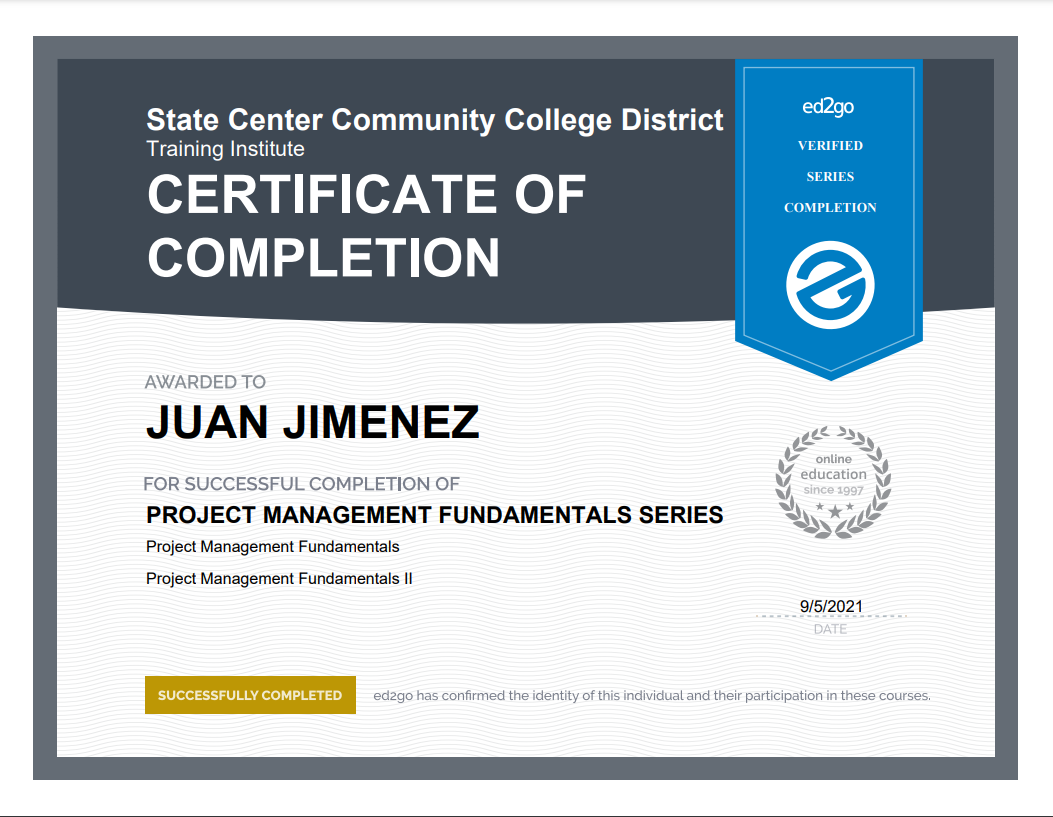 State Center Community College District
Training Institute
CERTIFICATE OF
COMPLETION
ed2go
VERIFIED
SERIES
COMPLETION
AWARDED TO
JUAN JIMENEZ
FOR SUCCESSFUL COMPLETION OF
PROJECT MANAGEMENT FUNDAMENTALS SERIES
Project Management Fundamentals
Project Management Fundamentals II
online
education
since 1997
9/5/2021
DATE
SUCCESSFULLY COMPLETED
ed2go has confirmed the identity of this individual and their participation in these courses.